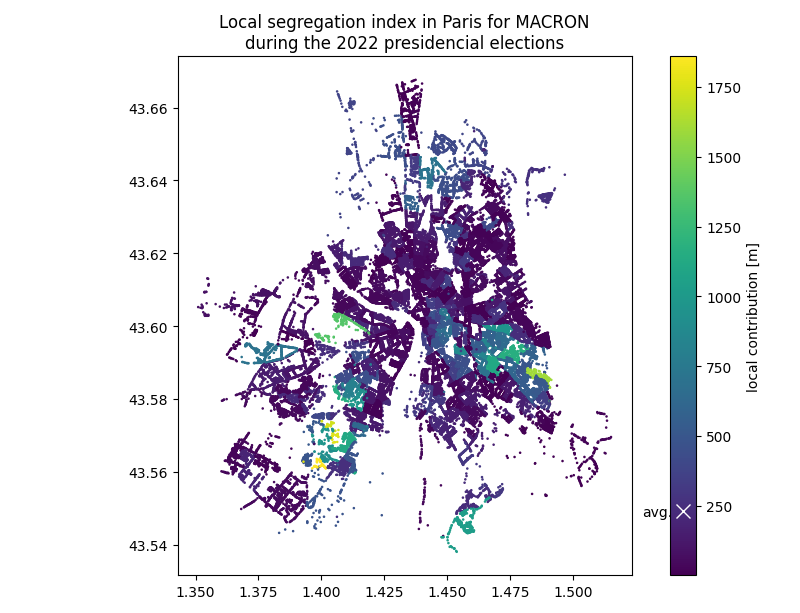 Local segregation index in Paris for MACRON
during the 2022 presidencial elections
43.66
43.64
43.62
43.60
43.58
43.56
43.54
1.350 1.375 1.400 1.425 1.450 1.475 1.500
1750
1500
1250
1000
750
500
250
avg.
local contribution [m]